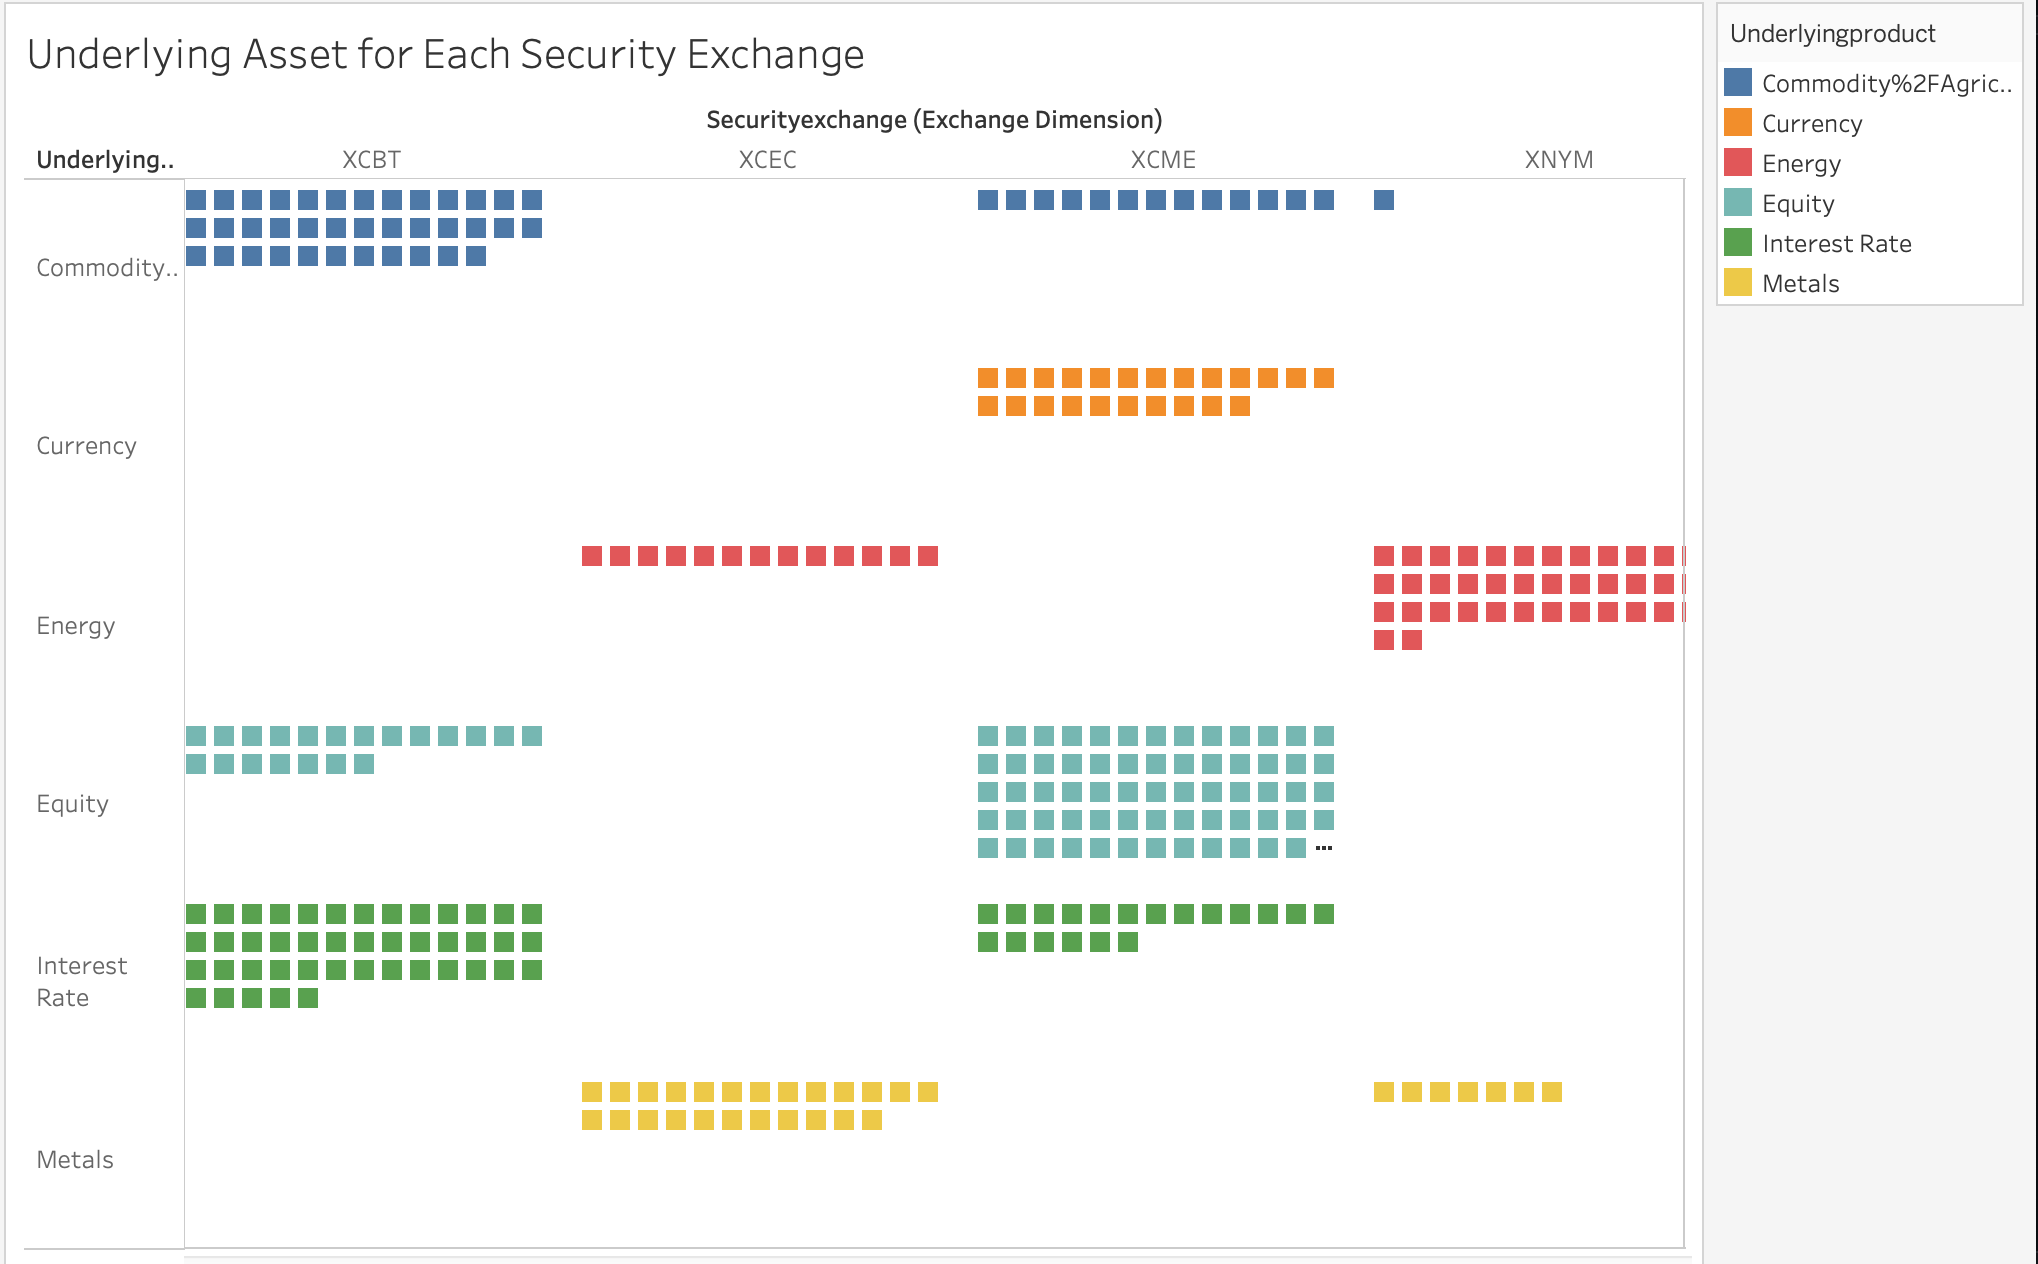 Underlying Asset for Each Security Exchange
Securityexchange (Exchange Dimension)
Underlying..
XCBT
XCEC
XCME
XNYM
Commodity..
Currency
Energy
Equity
Interest
Rate
Metals
...
Underlyingproduct
Commodity%2FAgric..
Currency
Energy
Equity
Interest Rate
Metals